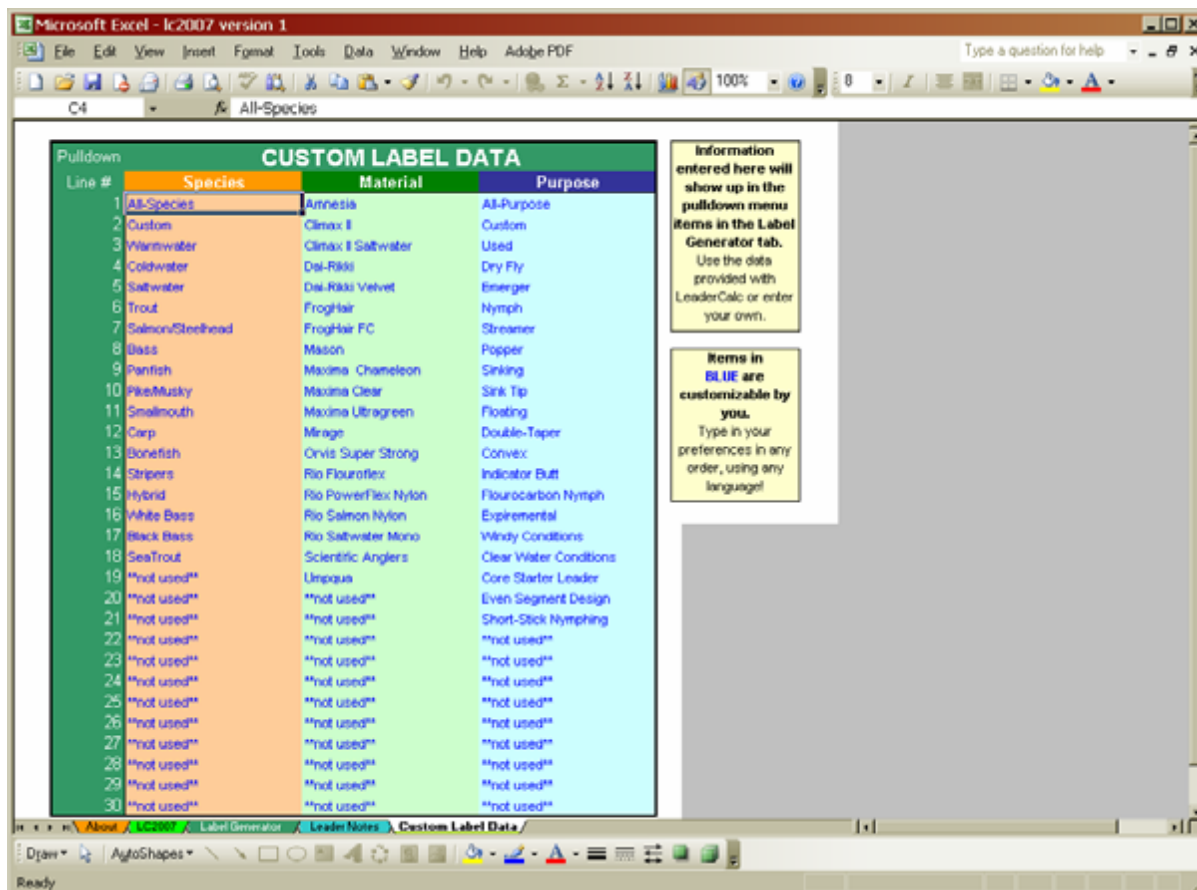 Microsoft Excel - lc2007 version 1
File Edit View Insert Format Tools Data Window Help Adobe PDF Type a question for help
100% 8
C4 fx All-Species
Pulldown CUSTOM LABEL DATA
Line # Species Material Purpose
1 All-Species Amnesia All-Purpose
2 Custom Climax II Custom
3 Warmwater Climax II Saltwater Used
4 Coldwater Dai-Rikki Dry Fly
5 Saltwater Dai-Rikki Velvet Emerger
6 Trout FrogHair Nymph
7 Salmon/Steelhead FrogHair FC Streamer
8 Bass Mason Popper
9 Panfish Maxima Chameleon Sinking
10 Pike/Musky Maxima Clear Sink Tip
11 Smallmouth Maxima Ultragreen Floating
12 Carp Mirage Double-Taper
13 Bonefish Orvis Super Strong Convex
14 Stripers Rio Flouroflex Indicator Butt
15 Hybrid Rio PowerFlex Nylon Flourocarbon Nymph
16 White Bass Rio Salmon Nylon Expiremental
17 Black Bass Rio Saltwater Mono Windy Conditions
18 SeaTrout Scientific Anglers Clear Water Conditions
19 **not used** Umpqua Core Starter Leader
20 **not used** **not used** Even Segment Design
21 **not used** **not used** Short-Stick Nymphing
22 **not used** **not used** **not used**
23 **not used** **not used** **not used**
24 **not used** **not used** **not used**
25 **not used** **not used** **not used**
26 **not used** **not used** **not used**
27 **not used** **not used** **not used**
28 **not used** **not used** **not used**
29 **not used** **not used** **not used**
30 **not used** **not used** **not used**
Information
entered here will
show up in the
pulldown menu
items in the Label
Generator tab.
Use the data
provided with
LeaderCalc or enter
your own.
Items in
BLUE are
customizable by
you.
Type in your
preferences in any
order, using any
language!
About LC2007 Label Generator Leader Notes Custom Label Data
Draw AutoShapes
Ready